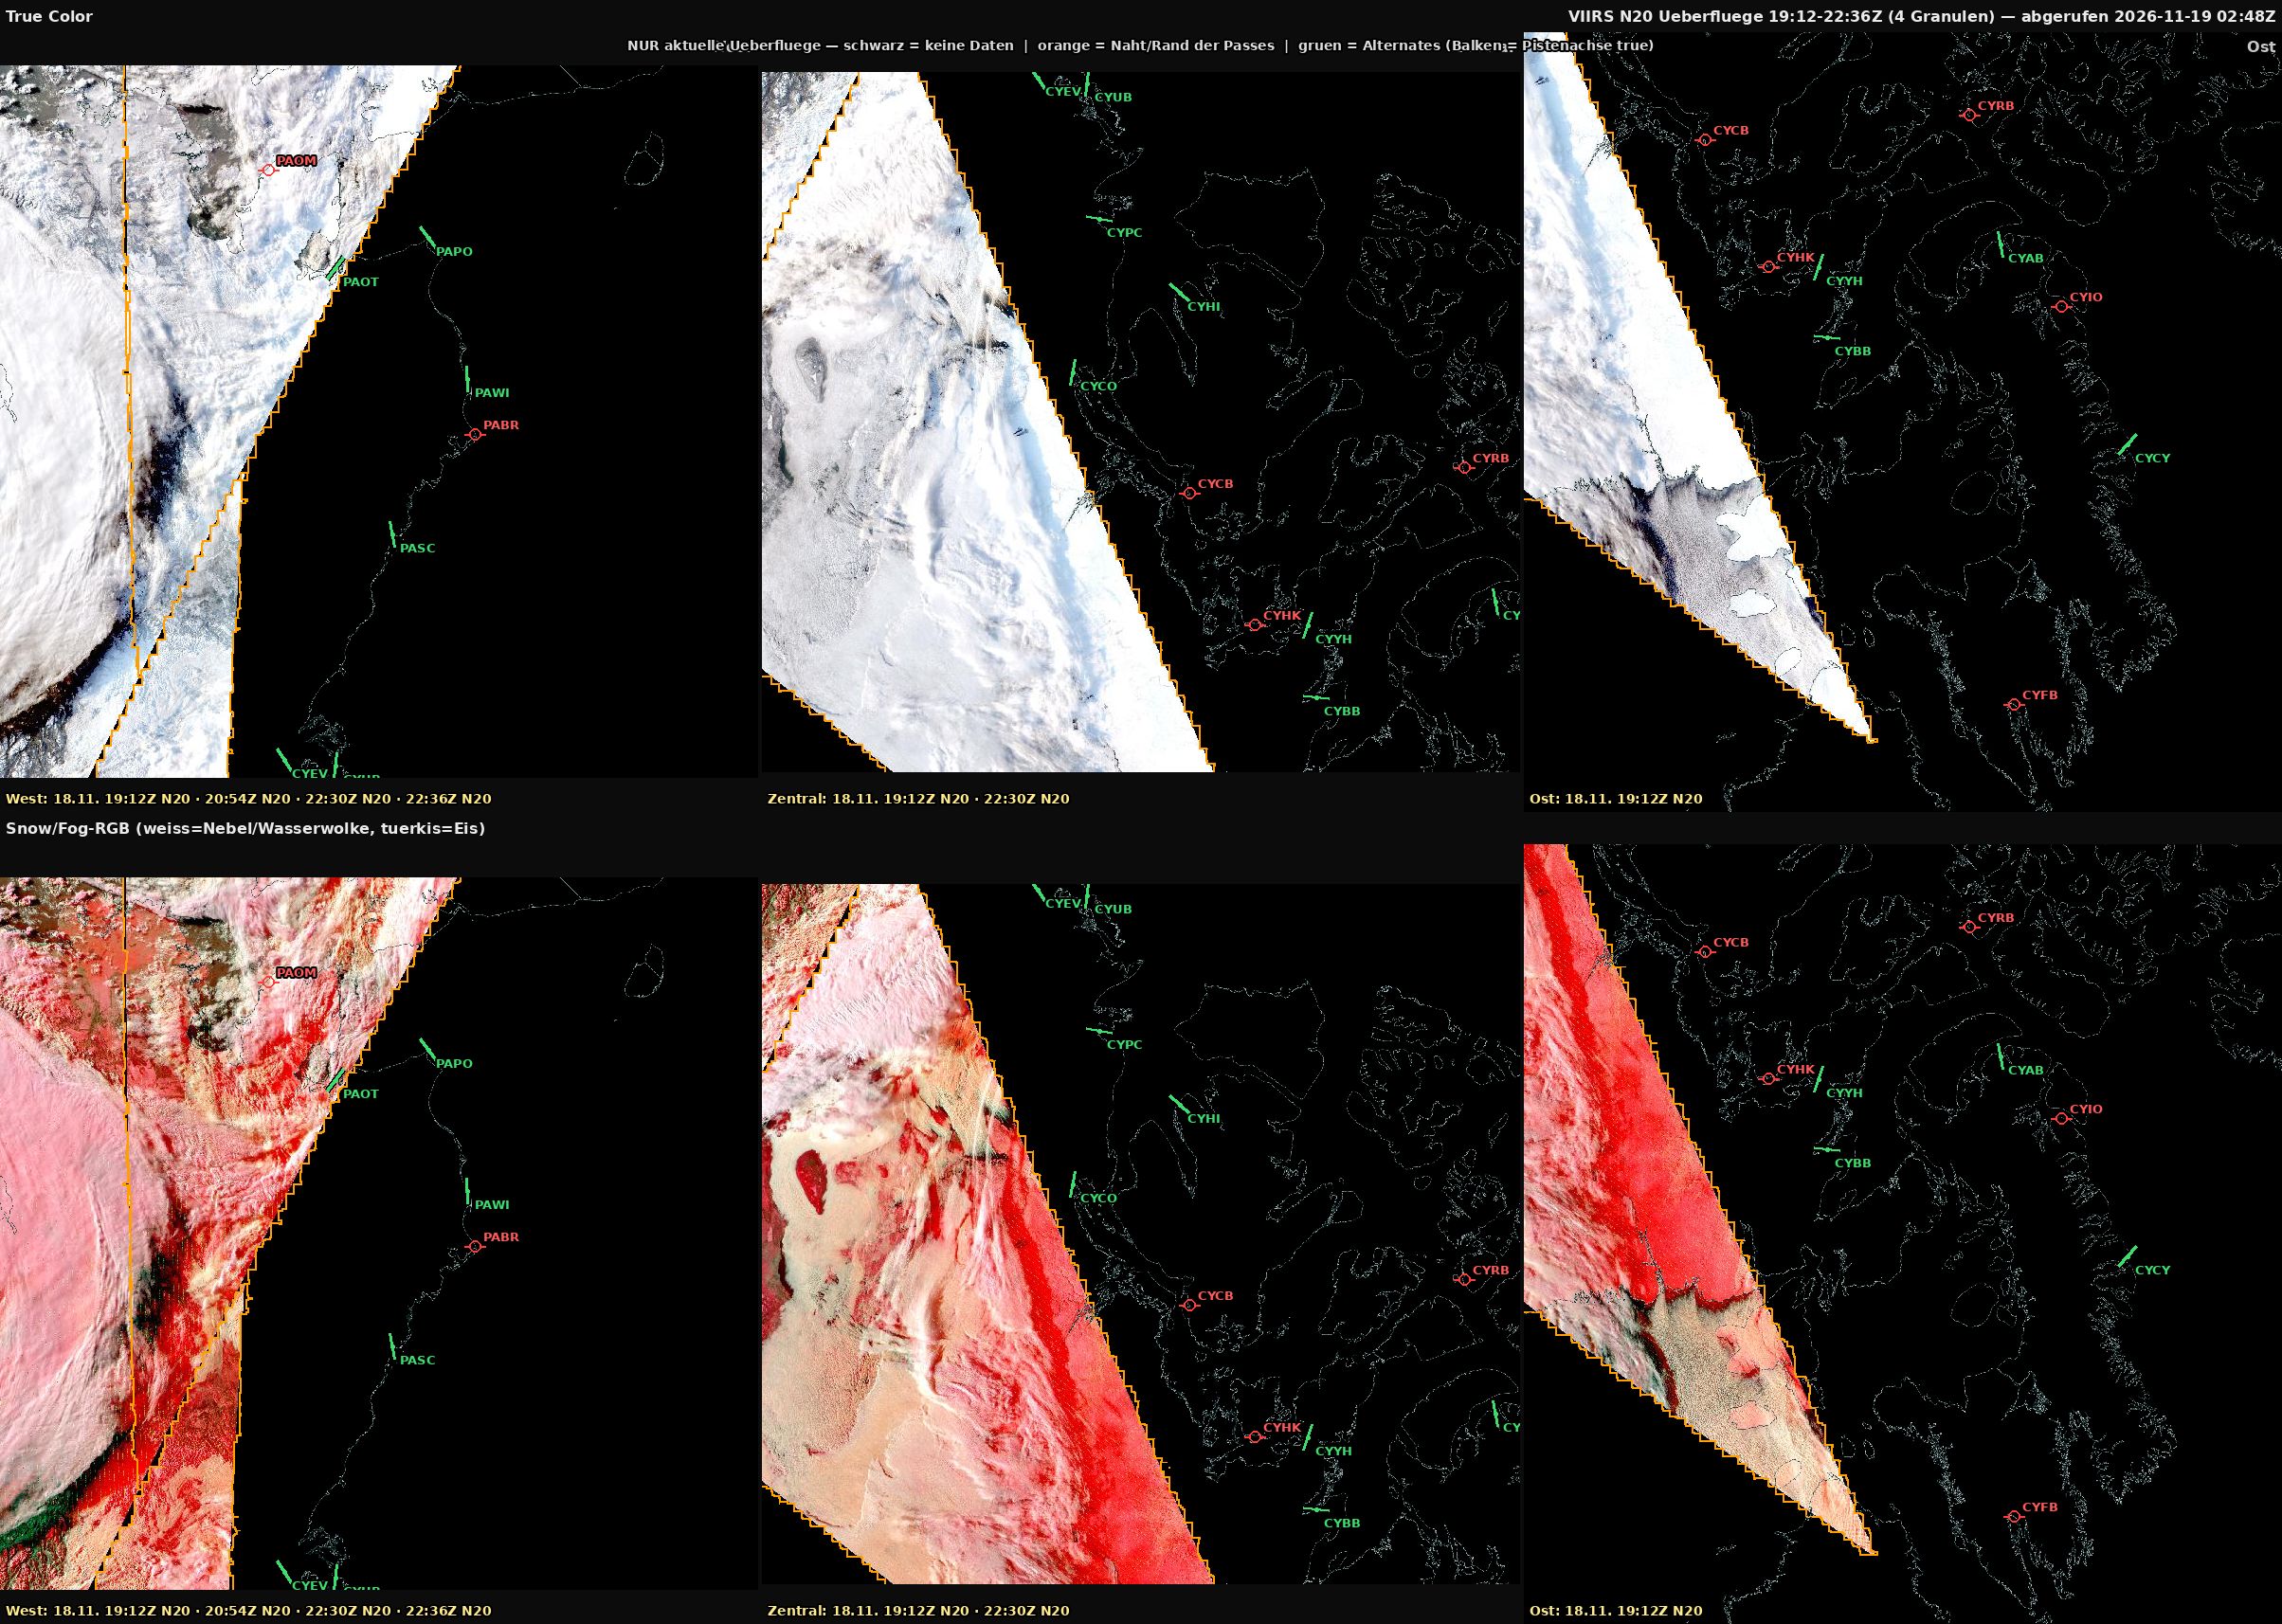 True Color
VIIRS N20 Ueberfluege 19:12-22:36Z (4 Granulen) — abgerufen 2026-11-19 02:48Z
NUR aktuelle Ueberfluege — schwarz = keine Daten | orange = Naht/Rand der Passes | gruen = Alternates (Balken = Pistenachse true)
Ost
PAOM
PAPO
PAOT
PAWI
PABR
PASC
CYEV
CYUB
West: 18.11. 19:12Z N20 · 20:54Z N20 · 22:30Z N20 · 22:36Z N20
CYEV
CYUB
CYPC
CYHI
CYCO
CYRB
CYCB
CYHK
CY
CYYH
CYBB
Zentral: 18.11. 19:12Z N20 · 22:30Z N20
CYRB
CYCB
CYHK
CYAB
CYYH
CYIO
CYBB
CYCY
CYFB
Ost: 18.11. 19:12Z N20
Snow/Fog-RGB (weiss=Nebel/Wasserwolke, tuerkis=Eis)
PAOM
PAPO
PAOT
PAWI
PABR
PASC
CYEV
CYUB
West: 18.11. 19:12Z N20 · 20:54Z N20 · 22:30Z N20 · 22:36Z N20
CYEV
CYUB
CYPC
CYHI
CYCO
CYRB
CYCB
CYHK
CY
CYYH
CYBB
Zentral: 18.11. 19:12Z N20 · 22:30Z N20
CYRB
CYCB
CYHK
CYAB
CYYH
CYIO
CYBB
CYCY
CYFB
Ost: 18.11. 19:12Z N20